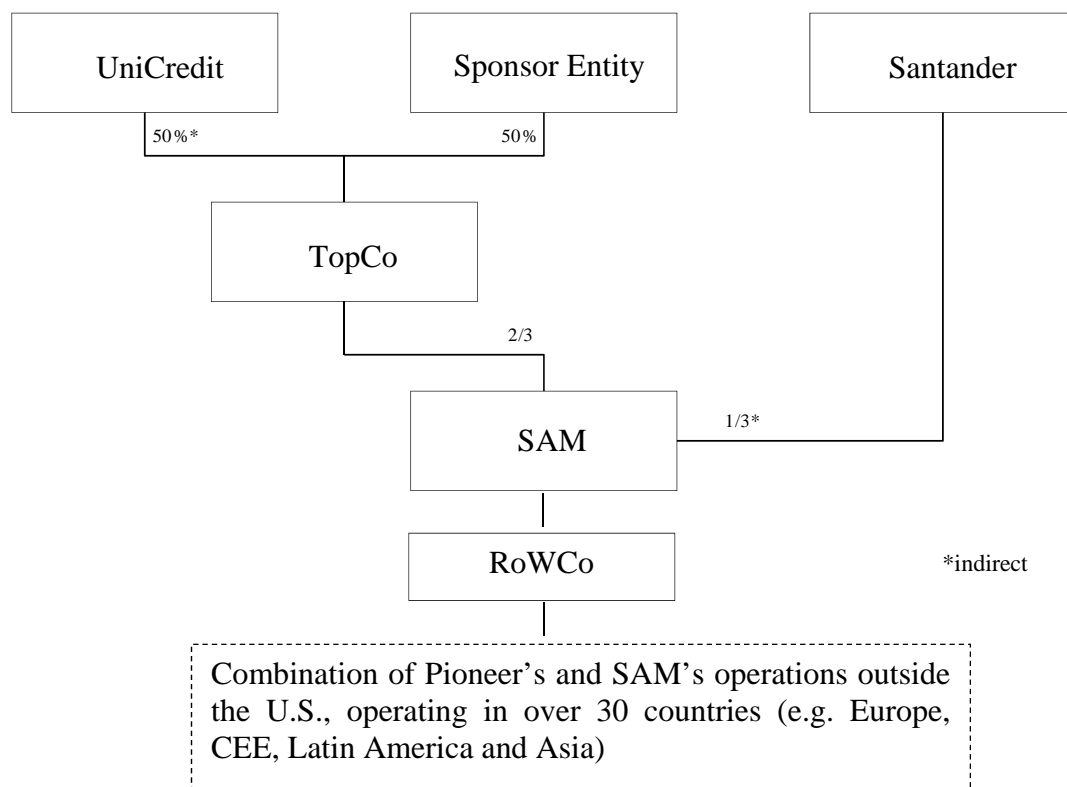 UniCredit
Sponsor Entity
Santander
50%*
50%
TopCo
2/3
SAM
1/3*
RoWCo
*indirect
Combination of Pioneer’s and SAM’s operations outside
the U.S., operating in over 30 countries (e.g. Europe,
CEE, Latin America and Asia)